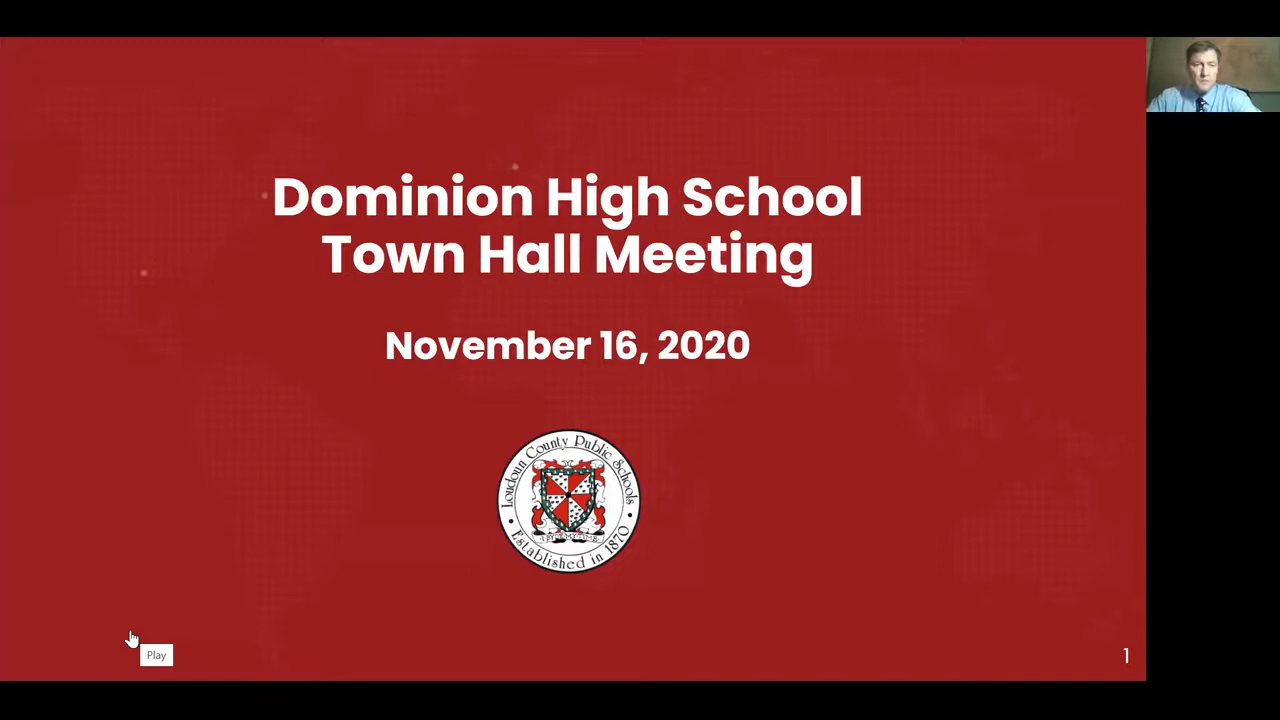 Dominion High School
Town Hall Meeting
November 16, 2020
Loudoun County Public Schools
Established in 1870
Play
1